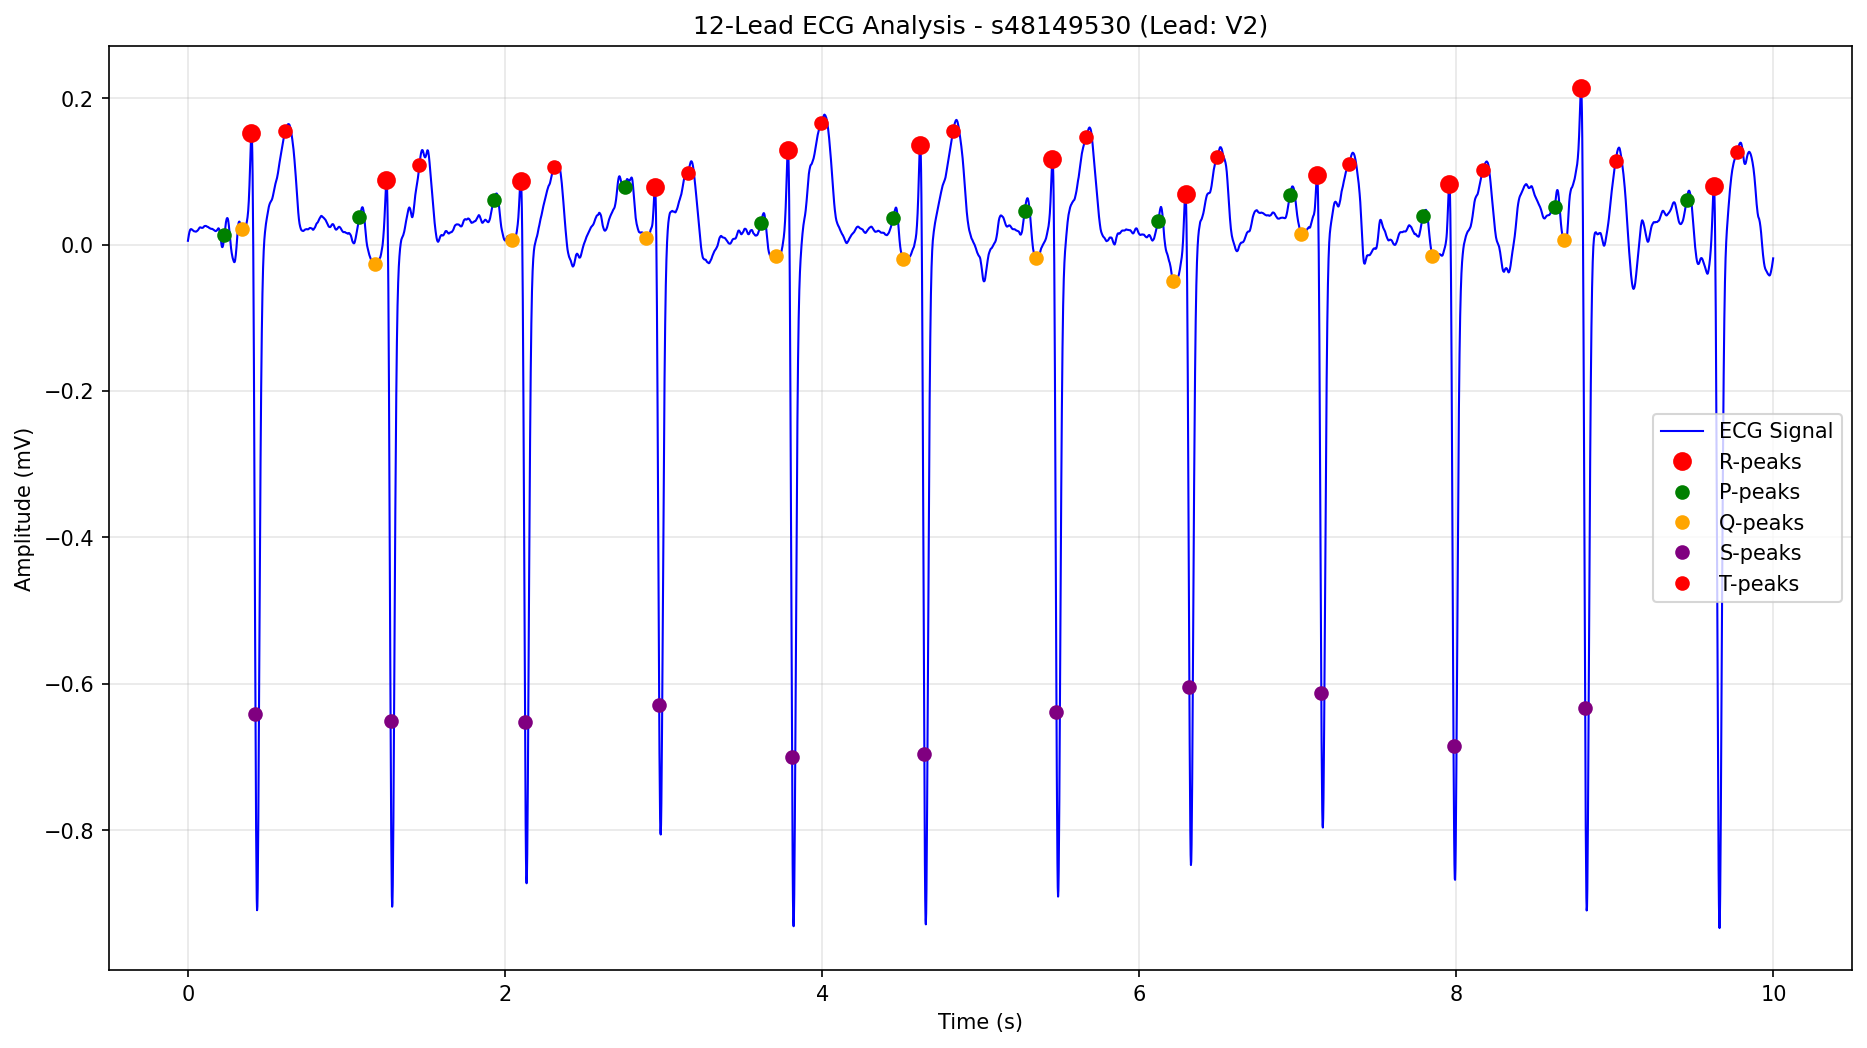 12-Lead ECG Analysis - s48149530 (Lead: V2)
Amplitude (mV)
0.2
0.0
−0.2
−0.4
−0.6
−0.8
ECG Signal
R-peaks
P-peaks
Q-peaks
S-peaks
T-peaks
0 2 4 6 8 10
Time (s)